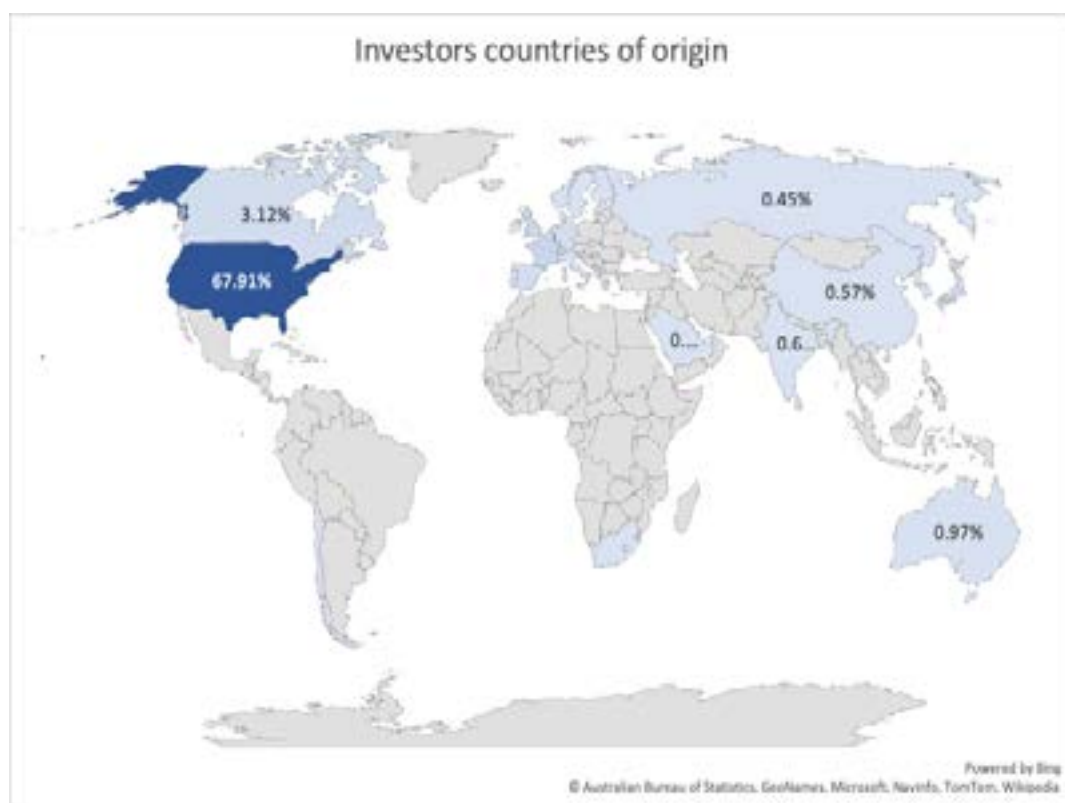 Investors countries of origin
0.45%
3.12%
67.91%
0.57%
0....
0.6...
0.97%
Powered by Bing
© Australian Bureau of Statistics, GeoNames, Microsoft, Navinfo, TomTom, Wikipedia